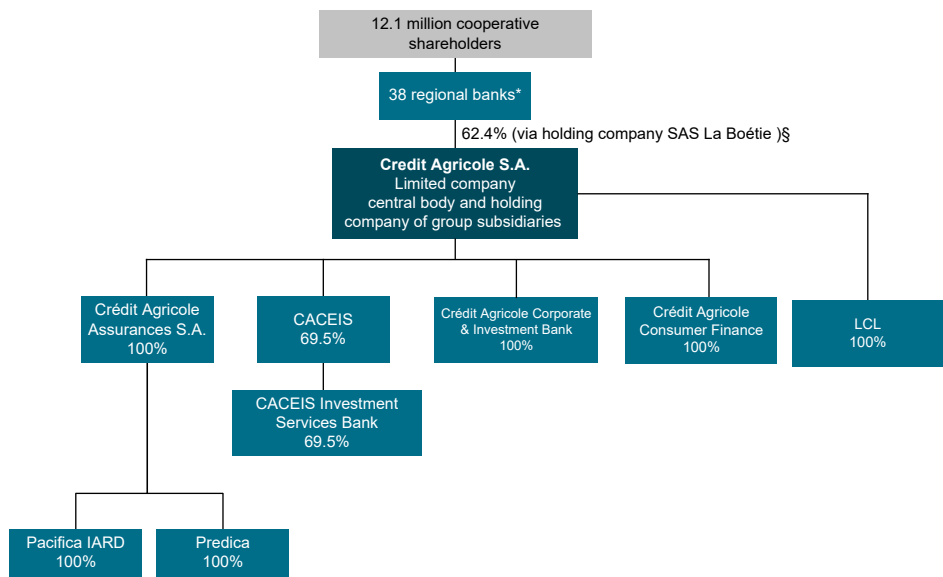 12.1 million cooperative
shareholders
38 regional banks*
62.4% (via holding company SAS La Boétie )§
Credit Agricole S.A.
Limited company
central body and holding
company of group subsidiaries
Crédit Agricole
Assurances S.A.
100%
CACEIS
69.5%
Crédit Agricole Corporate
& Investment Bank
100%
Crédit Agricole
Consumer Finance
100%
LCL
100%
CACEIS Investment
Services Bank
69.5%
Pacifica IARD
100%
Predica
100%